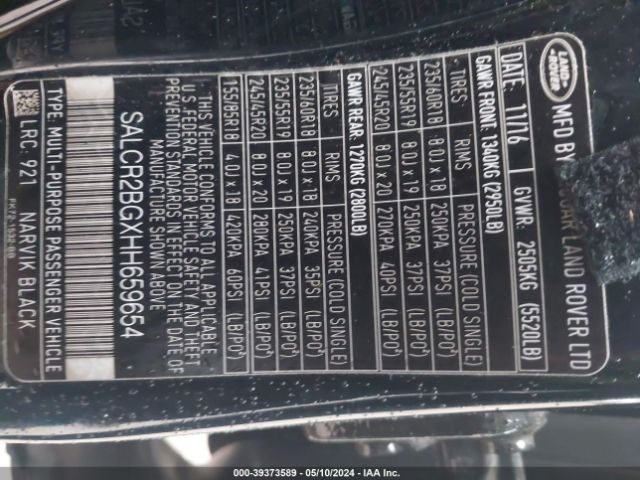 LAND
ROVER
MFD BY JAGUAR LAND ROVER LTD
DATE: 11/16 GVWR: 2505KG (5520LB)
GAWR FRONT: 1340KG (2950LB)
TIRES RIMS PRESSURE (COLD SINGLE)
235/60R18 8.0J x 18 250KPA 37PSI (LB/PO²)
235/55R19 8.0J x 19 250KPA 37PSI (LB/PO²)
245/45R20 8.0J x 20 270KPA 40PSI (LB/PO²)
GAWR REAR: 1270KG (2800LB)
TIRES RIMS PRESSURE (COLD SINGLE)
235/60R18 8.0J x 18 240KPA 35PSI (LB/PO²)
235/55R19 8.0J x 19 250KPA 37PSI (LB/PO²)
245/45R20 8.0J x 20 280KPA 41PSI (LB/PO²)
155/85R18 4.0J x 18 420KPA 60PSI (LB/PO²)
THIS VEHICLE CONFORMS TO ALL APPLICABLE
U S FEDERAL MOTOR VEHICLE SAFETY AND THEFT
PREVENTION STANDARDS IN EFFECT ON THE DATE OF
MANUFACTURE SHOWN ABOVE
SALCR2BGXHH659654
TYPE: MULTI-PURPOSE PASSENGER VEHICLE
LRC: 921 NARVIK BLACK
000-39373589 - 05/10/2024 - IAA Inc.